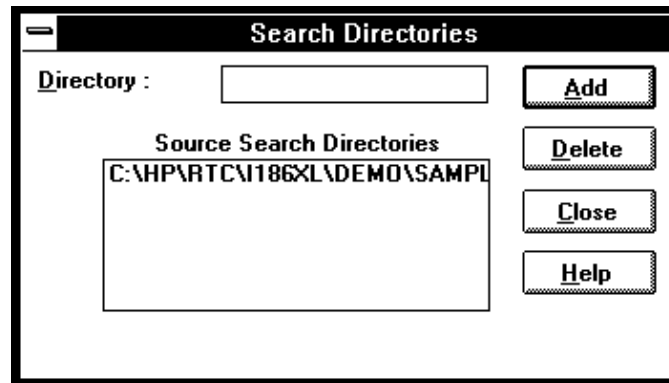 Search Directories
Directory :
Add
Source Search Directories
Delete
C:\HP\RTC\I186XL\DEMO\SAMPL
Close
Help